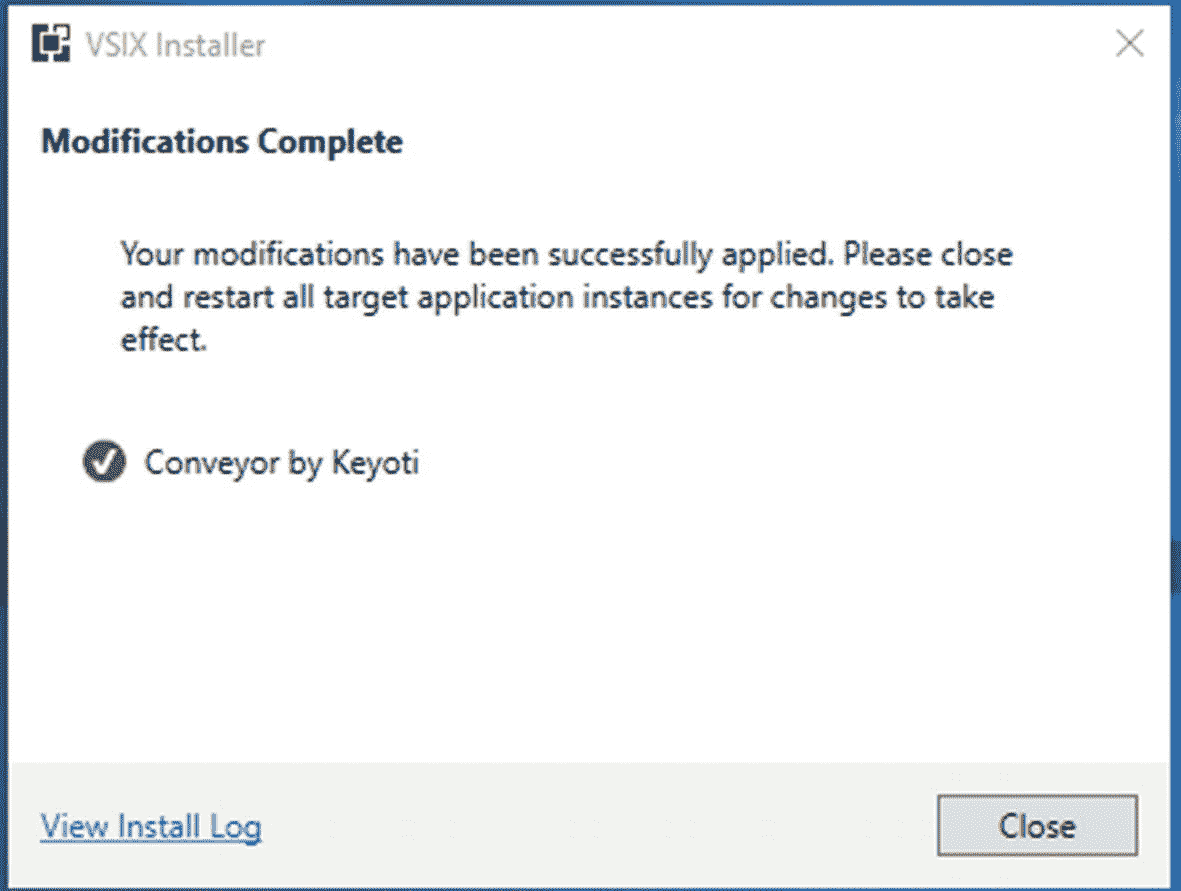 VSIX Installer
Modifications Complete
Your modifications have been successfully applied. Please close
and restart all target application instances for changes to take
effect.
Conveyor by Keyoti
View Install Log
Close